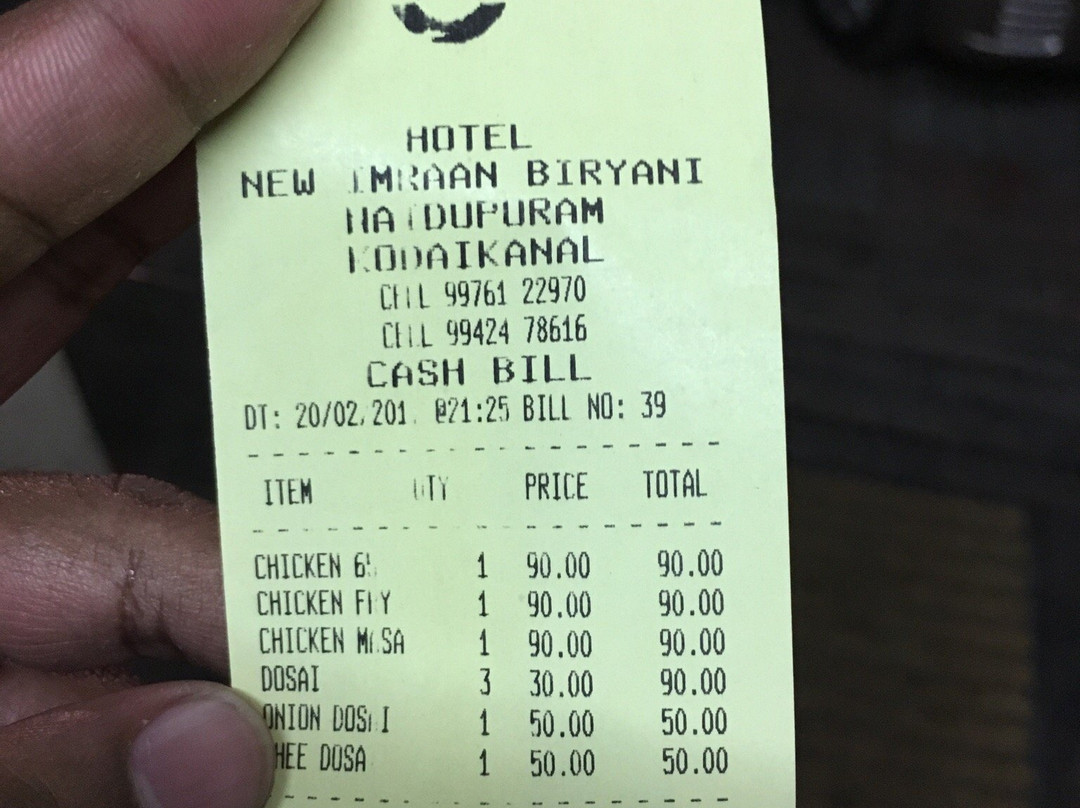 HOTEL
NEW IMRAAN BIRYANI
NAIDUPURAM
KODAIKANAL
CELL 99761 22970
CELL 99424 78616
CASH BILL
DT: @21:25 BILL NO: 39
ITEM QTY PRICE TOTAL
CHICKEN 65 1 90.00 90.00
CHICKEN FRY 1 90.00 90.00
CHICKEN 1 90.00 90.00
DOSAI 3 30.00 90.00
ONION DOSAI 1 50.00 50.00
GHEE DOSA 1 50.00 50.00